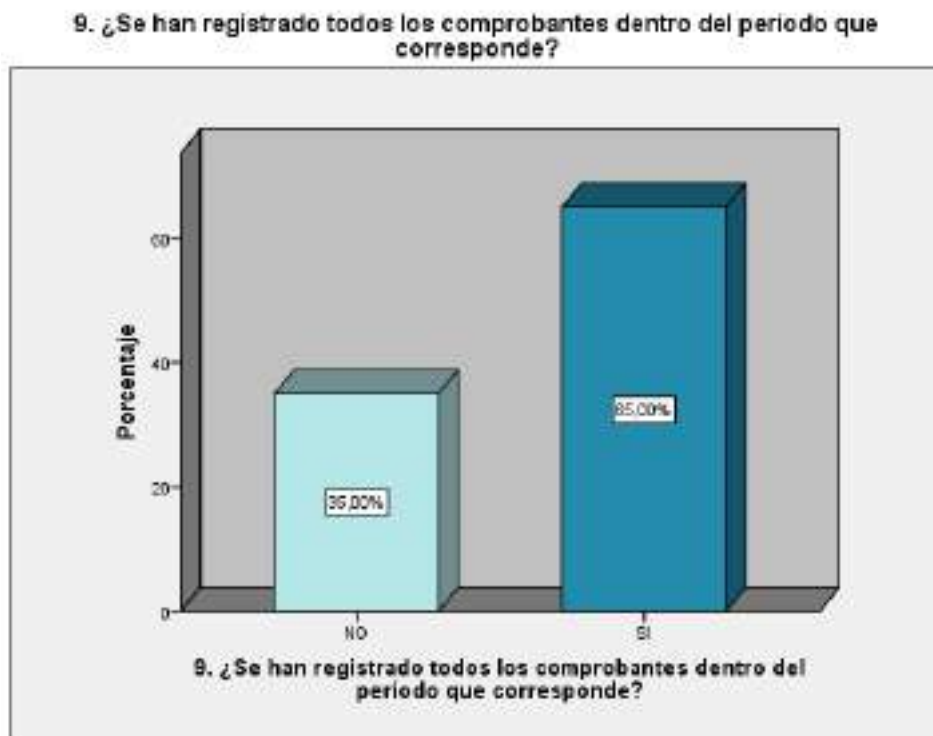 9. ¿Se han registrado todos los comprobantes dentro del periodo que
corresponde?
Porcentaje
60
40
20
0
35,00%
65,00%
NO
SI
9. ¿Se han registrado todos los comprobantes dentro del
periodo que corresponde?